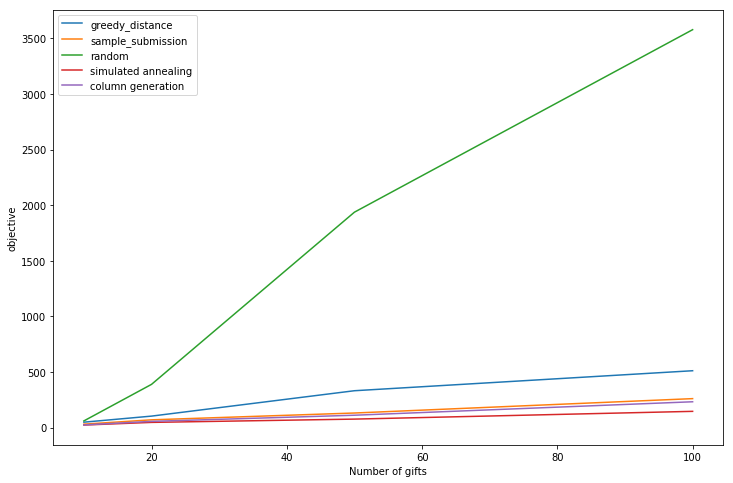 greedy_distance
sample_submission
random
simulated annealing
column generation
3500
3000
2500
2000
1500
1000
500
0
objective
20
40
60
80
100
Number of gifts